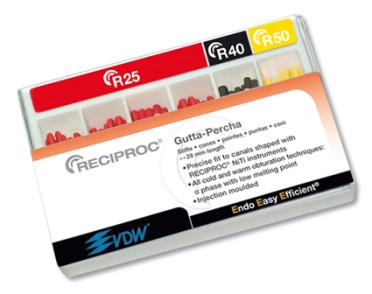 R25
R40
R50
RECIPROC®
Gutta-Percha
Stifte • cones • pointes • puntas • coni
↔28 mm length
• Precise fit to canals shaped with
RECIPROC® NiTi instruments
• All cold and warm obturation techniques:
α phase with low melting point
• Injection moulded
VDW®
Endo Easy Efficient®